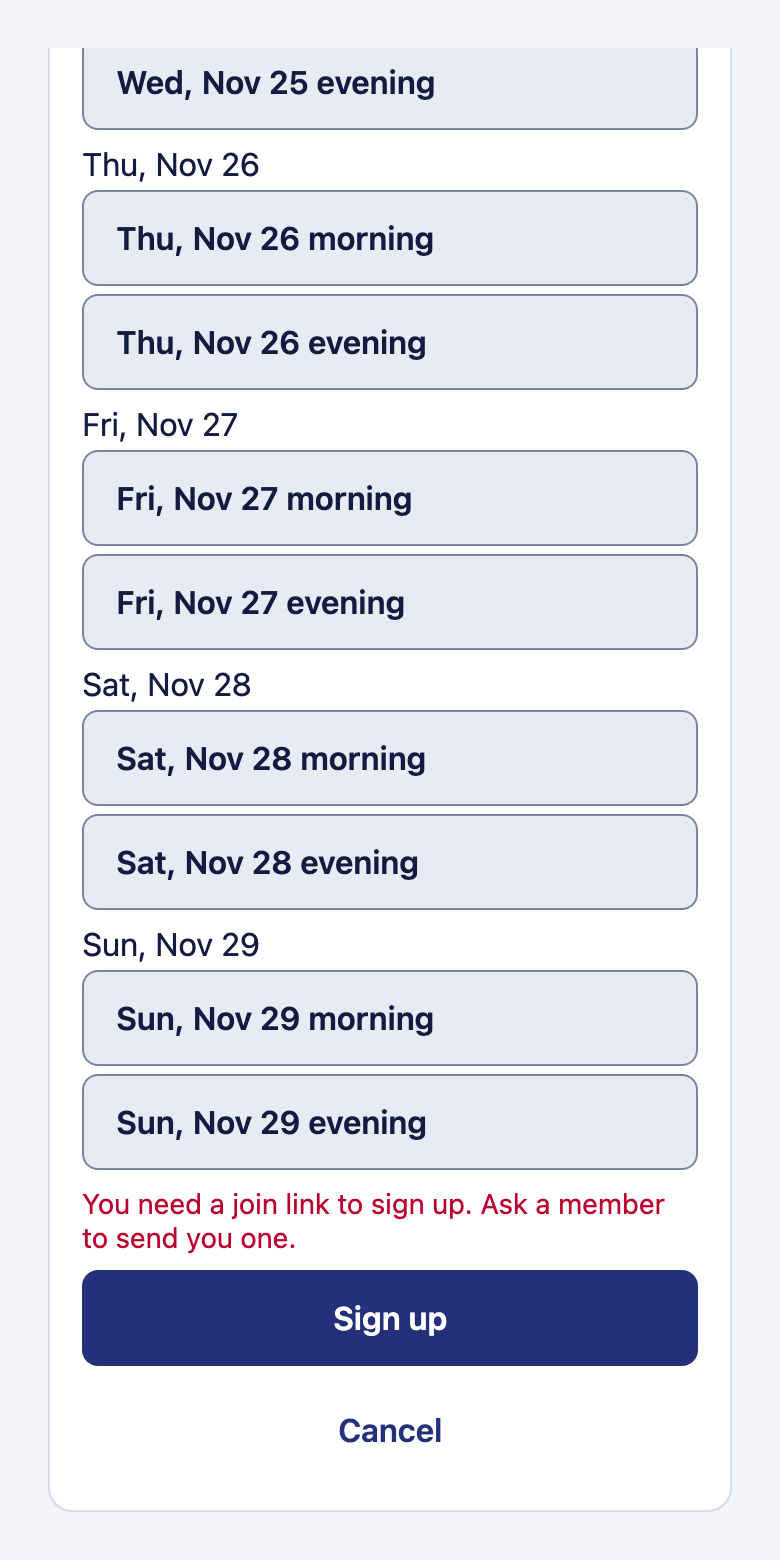 Wed, Nov 25 evening
Thu, Nov 26
Thu, Nov 26 morning
Thu, Nov 26 evening
Fri, Nov 27
Fri, Nov 27 morning
Fri, Nov 27 evening
Sat, Nov 28
Sat, Nov 28 morning
Sat, Nov 28 evening
Sun, Nov 29
Sun, Nov 29 morning
Sun, Nov 29 evening
You need a join link to sign up. Ask a member
to send you one.
Sign up
Cancel